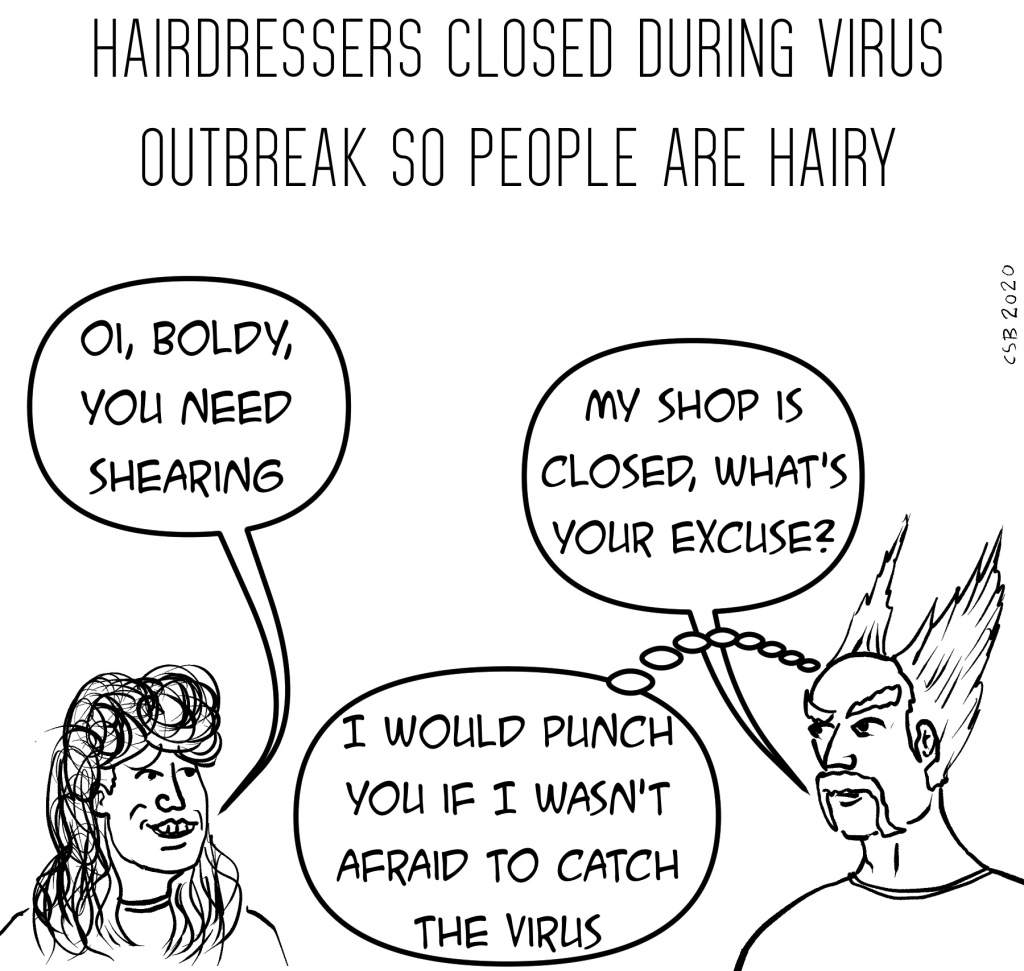 HAIRDRESSERS CLOSED DURING VIRUS
OUTBREAK SO PEOPLE ARE HAIRY
OI, BOLDY,
YOU NEED
SHEARING
MY SHOP IS
CLOSED, WHAT'S
YOUR EXCUSE?
I WOULD PUNCH
YOU IF I WASN'T
AFRAID TO CATCH
THE VIRUS
CSB 2020